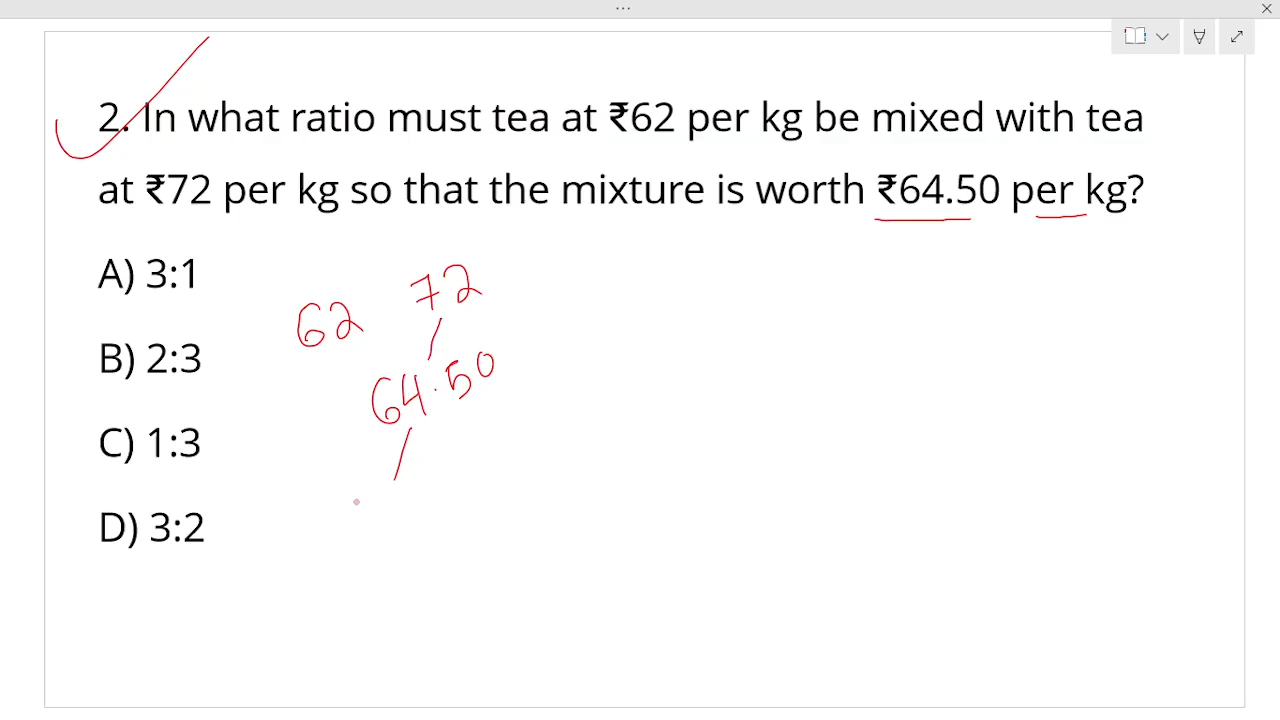 2. In what ratio must tea at ₹62 per kg be mixed with tea
at ₹72 per kg so that the mixture is worth ₹64.50 per kg?
A) 3:1
B) 2:3
C) 1:3
D) 3:2
62 72
64.50